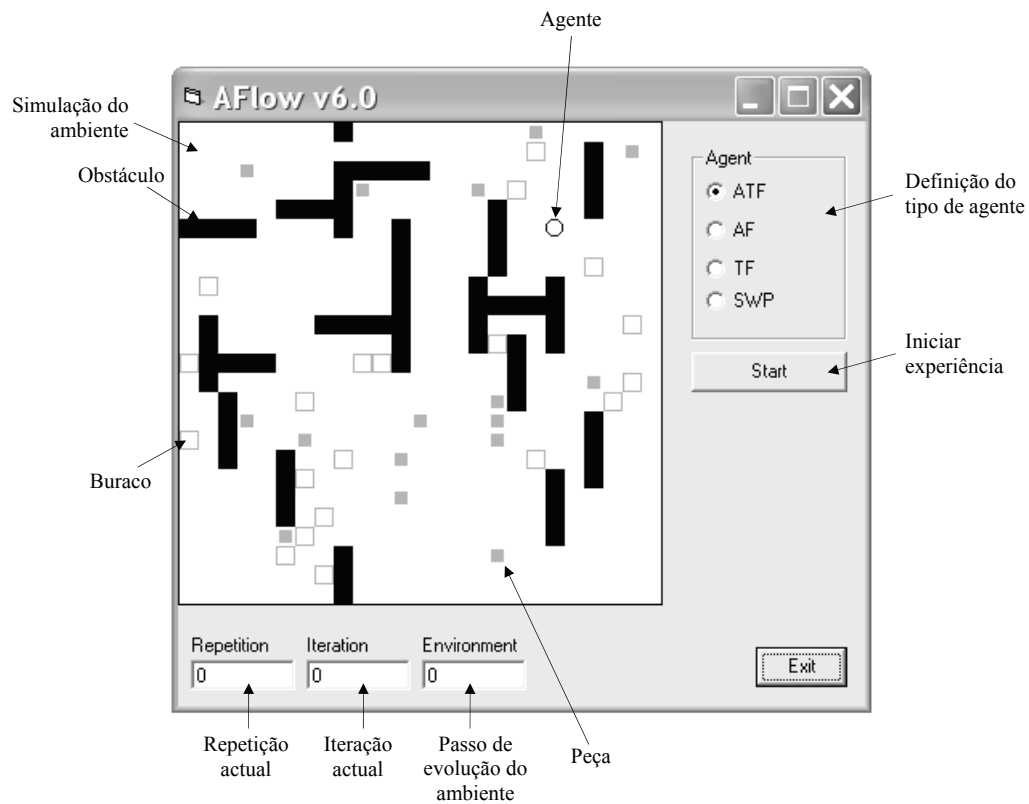 Agente
AFlow v6.0
Simulação do
ambiente
Obstáculo
Agent
ATF
AF
TF
SWP
Definição do
tipo de agente
Start
Iniciar
experiência
Buraco
Repetition
Iteration
Environment
0
0
0
Exit
Repetição
actual
Iteração
actual
Passo de
evolução do
ambiente
Peça